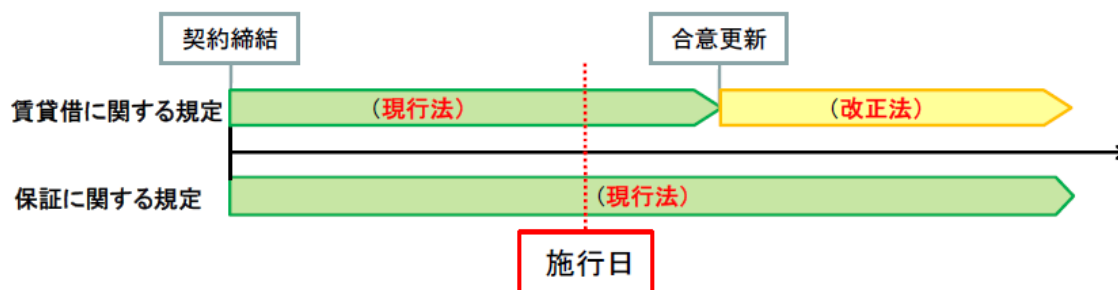 契約締結
合意更新
賃貸借に関する規定
(現行法)
(改正法)
保証に関する規定
(現行法)
施行日